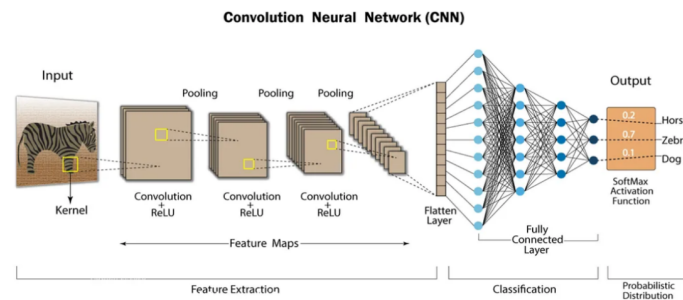 Convolution Neural Network (CNN)
Input
Pooling
Pooling
Pooling
Output
0.2
0.7
0.1
Hors
Zebr
Dog
Kernel
Convolution
+
ReLU
Convolution
+
ReLU
Convolution
+
ReLU
Flatten
Layer
SoftMax
Activation
Function
Fully
Connected
Layer
Feature Maps
Feature Extraction
Classification
Probabilistic
Distribution